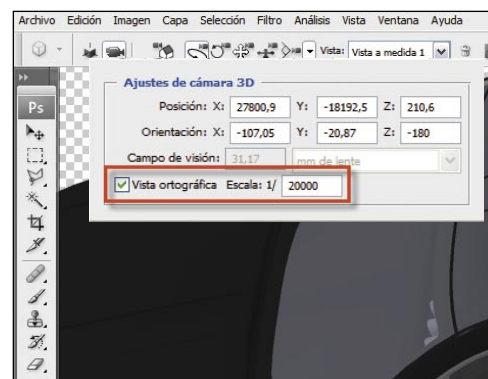 Archivo Edición Imagen Capa Selección Filtro Análisis Vista Ventana Ayuda
Vista: Vista a medida 1
Ajustes de cámara 3D
Posición: X: 27800,9 Y: -18192,5 Z: 210,6
Orientación: X: -107,05 Y: -20,87 Z: -180
Campo de visión: 31,17 mm de lente
Vista ortográfica Escala: 1/ 20000
Ps